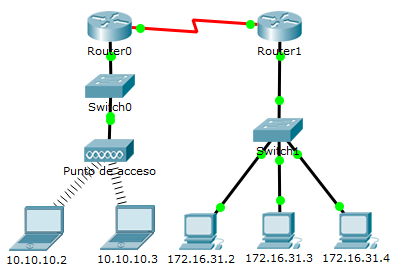 Router0
Router1
Switch0
Switch1
Punto de acceso
10.10.10.2
10.10.10.3
172.16.31.2
172.16.31.3
172.16.31.4